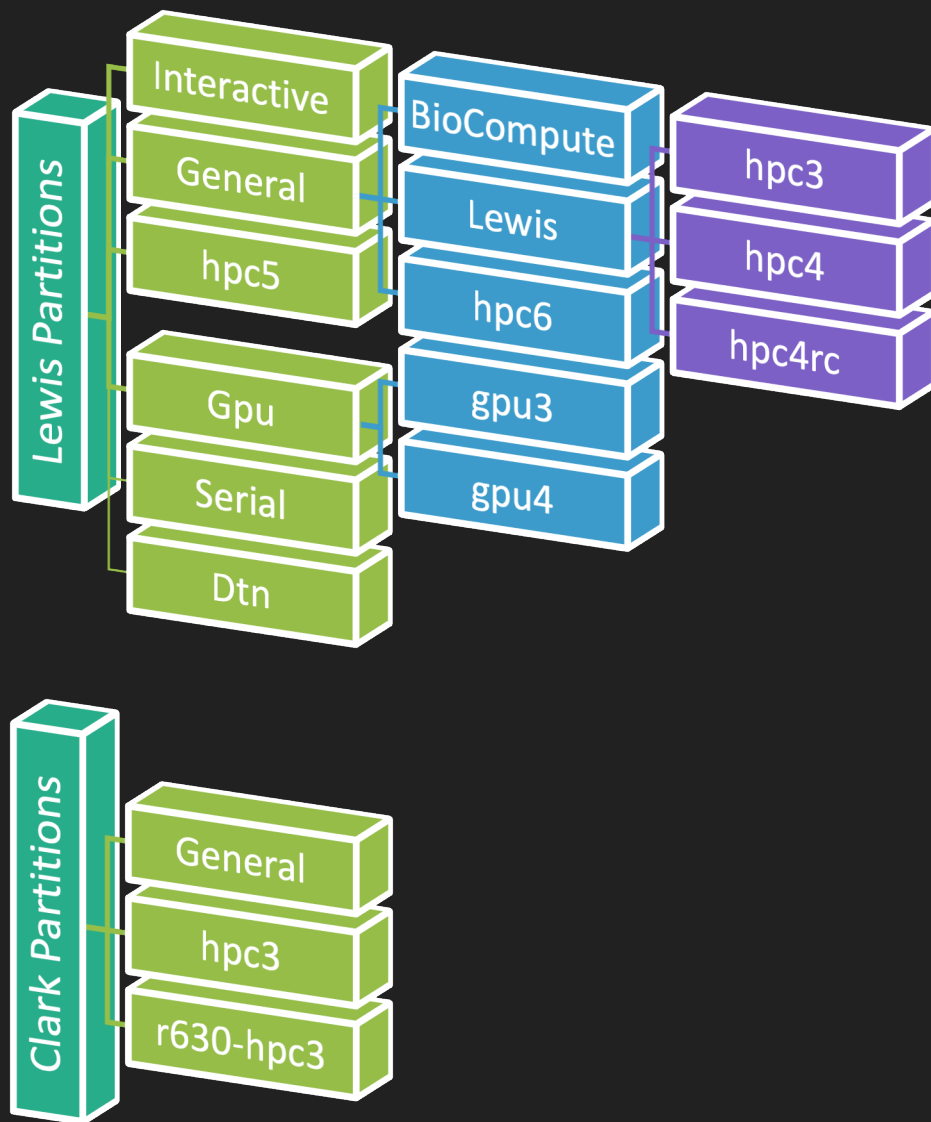 Lewis Partitions
Interactive
General
BioCompute
Lewis
hpc3
hpc4
hpc4rc
hpc6
hpc5
Gpu
gpu3
gpu4
Serial
Dtn
Clark Partitions
General
hpc3
r630-hpc3